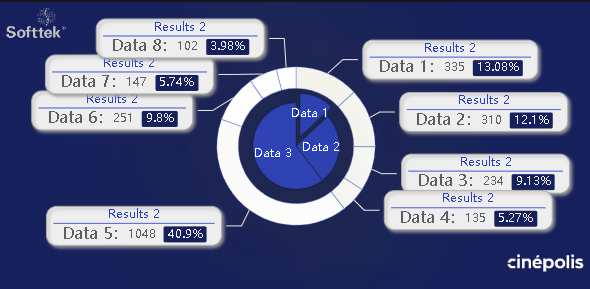 Softtek
Results 2
Data 8: 102 3.98%
Results 2
Data 7: 147 5.74%
Results 2
Data 6: 251 9.8%
Results 2
Data 5: 1048 40.9%
Results 2
Data 1: 335 13.08%
Results 2
Data 2: 310 12.1%
Results 2
Data 3: 234 9.13%
Results 2
Data 4: 135 5.27%
Data 1
Data 2
Data 3
cinépolis